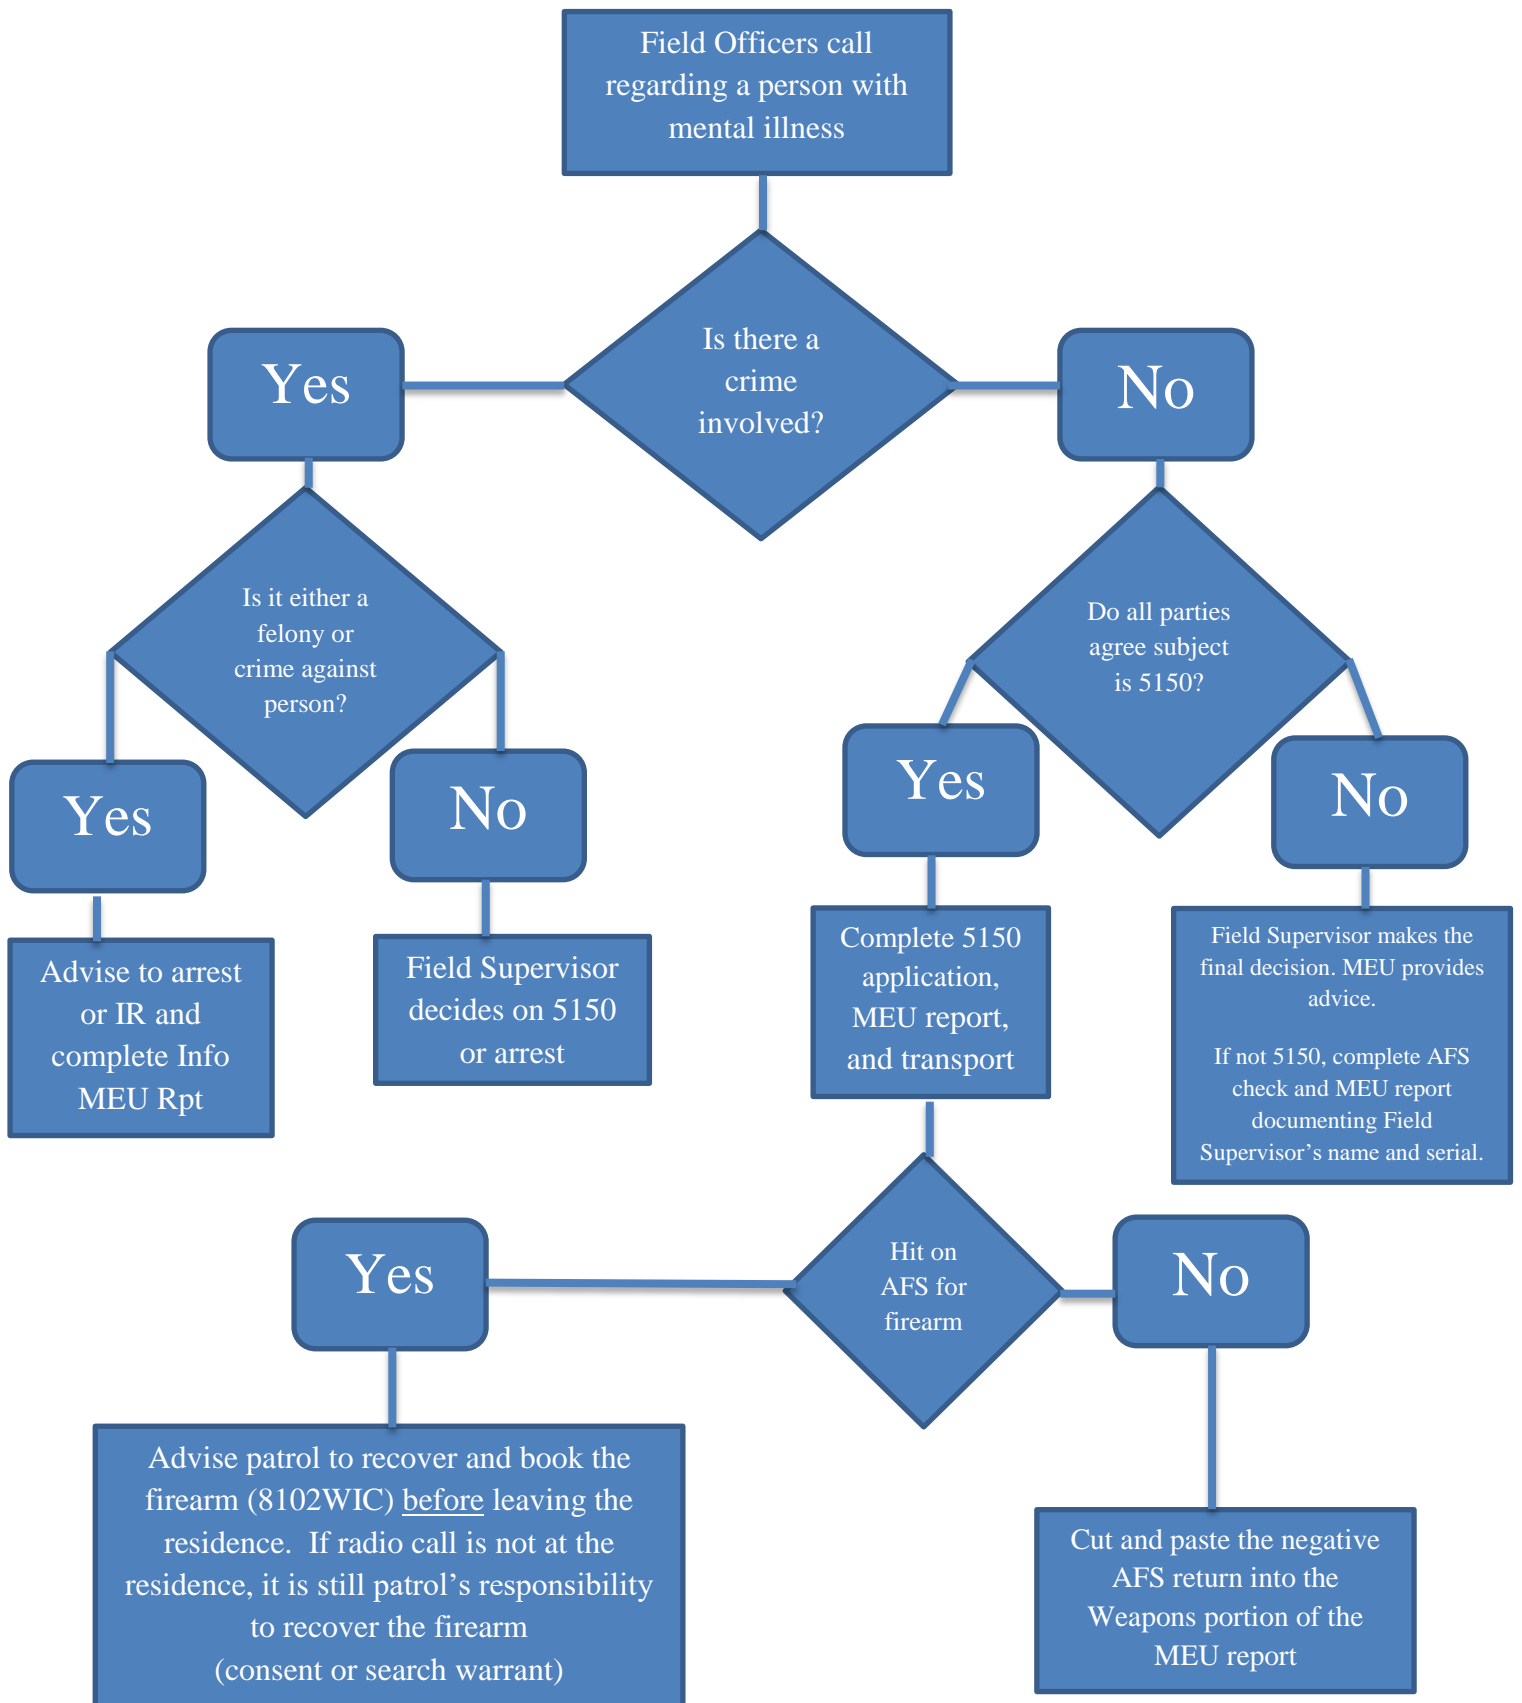 Field Officers call
regarding a person with
mental illness
Is there a
crime
involved?
Yes
No
Is it either a
felony or
crime against
person?
Do all parties
agree subject
is 5150?
Yes
No
Yes
No
Advise to arrest
or IR and
complete Info
MEU Rpt
Field Supervisor
decides on 5150
or arrest
Complete 5150
application,
MEU report,
and transport
Field Supervisor makes the
final decision. MEU provides
advice.
If not 5150, complete AFS
check and MEU report
documenting Field
Supervisor’s name and serial.
Hit on
AFS for
firearm
Yes
No
Advise patrol to recover and book the
firearm (8102WIC) before leaving the
residence.  If radio call is not at the
residence, it is still patrol’s responsibility
to recover the firearm
(consent or search warrant)
Cut and paste the negative
AFS return into the
Weapons portion of the
MEU report